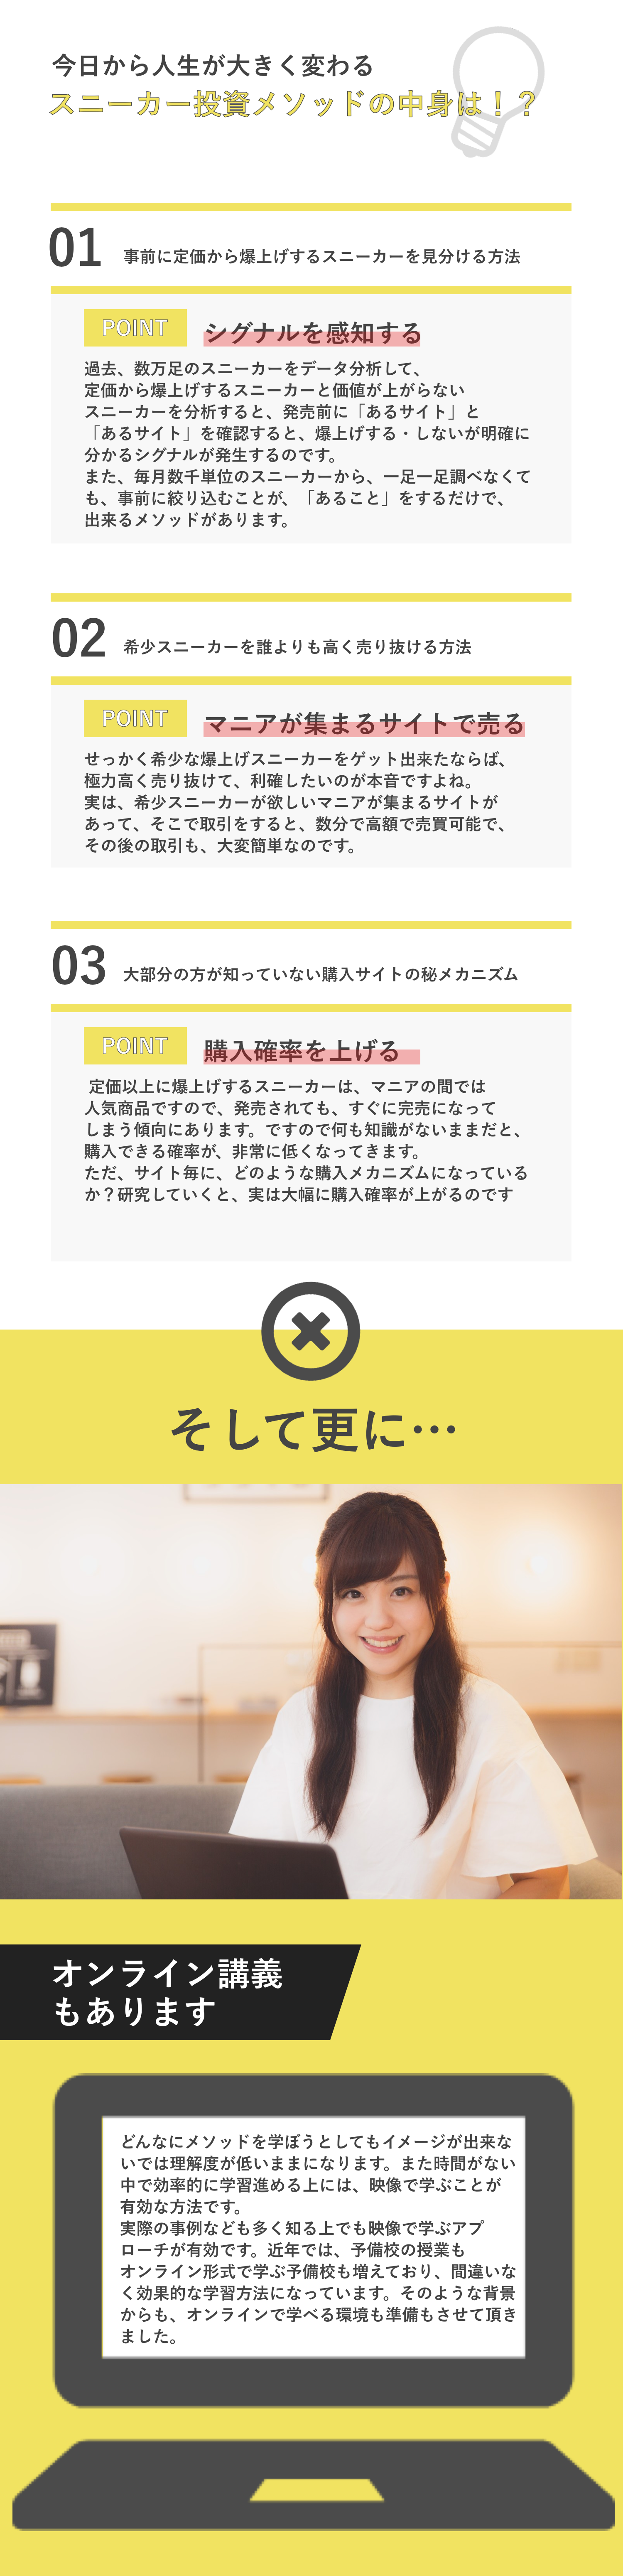 今日から人生が大きく変わる
スニーカー投資メソッドの中身は！？
01 事前に定価から爆上げするスニーカーを見分ける方法
POINT シグナルを感知する
過去、数万足のスニーカーをデータ分析して、
定価から爆上げするスニーカーと価値が上がらない
スニーカーを分析すると、発売前に「あるサイト」と
「あるサイト」を確認すると、爆上げする・しないが明確に
分かるシグナルが発生するのです。
また、毎月数千単位のスニーカーから、一足一足調べなくて
も、事前に絞り込むことが、「あること」をするだけで、
出来るメソッドがあります。
02 希少スニーカーを誰よりも高く売り抜ける方法
POINT マニアが集まるサイトで売る
せっかく希少な爆上げスニーカーをゲット出来たならば、
極力高く売り抜けて、利確したいのが本音ですよね。
実は、希少スニーカーが欲しいマニアが集まるサイトが
あって、そこで取引をすると、数分で高額で売買可能で、
その後の取引も、大変簡単なのです。
03 大部分の方が知っていない購入サイトの秘メカニズム
POINT 購入確率を上げる
定価以上に爆上げするスニーカーは、マニアの間では
人気商品ですので、発売されても、すぐに完売になって
しまう傾向にあります。ですので何も知識がないままだと、
購入できる確率が、非常に低くなってきます。
ただ、サイト毎に、どのような購入メカニズムになっている
か？研究していくと、実は大幅に購入確率が上がるのです
そして更に…
オンライン講義
もあります
どんなにメソッドを学ぼうとしてもイメージが出来な
いでは理解度が低いままになります。また時間がない
中で効率的に学習進める上には、映像で学ぶことが
有効な方法です。
実際の事例なども多く知る上でも映像で学ぶアプ
ローチが有効です。近年では、予備校の授業も
オンライン形式で学ぶ予備校も増えており、間違いな
く効果的な学習方法になっています。そのような背景
からも、オンラインで学べる環境も準備もさせて頂き
ました。